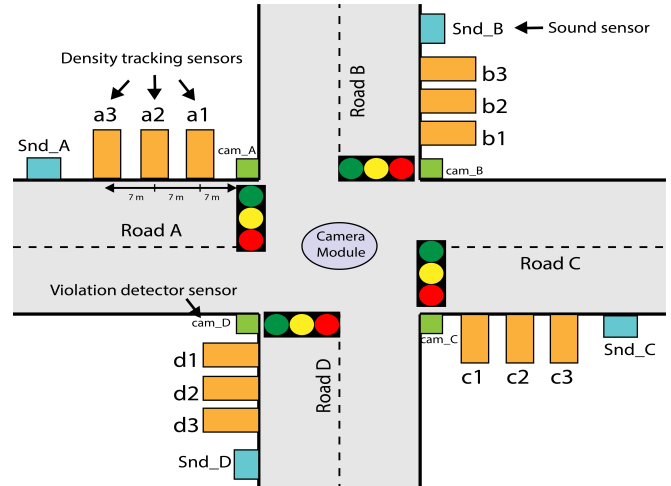 Snd_B
Sound sensor
Density tracking sensors
Road B
b3
b2
b1
a3
a2
a1
Snd_A
cam_A
cam_B
7 m
7 m
7 m
Road A
Camera
Module
Road C
Violation detector sensor
cam_D
cam_C
Snd_C
d1
d2
d3
Road D
c1
c2
c3
Snd_D